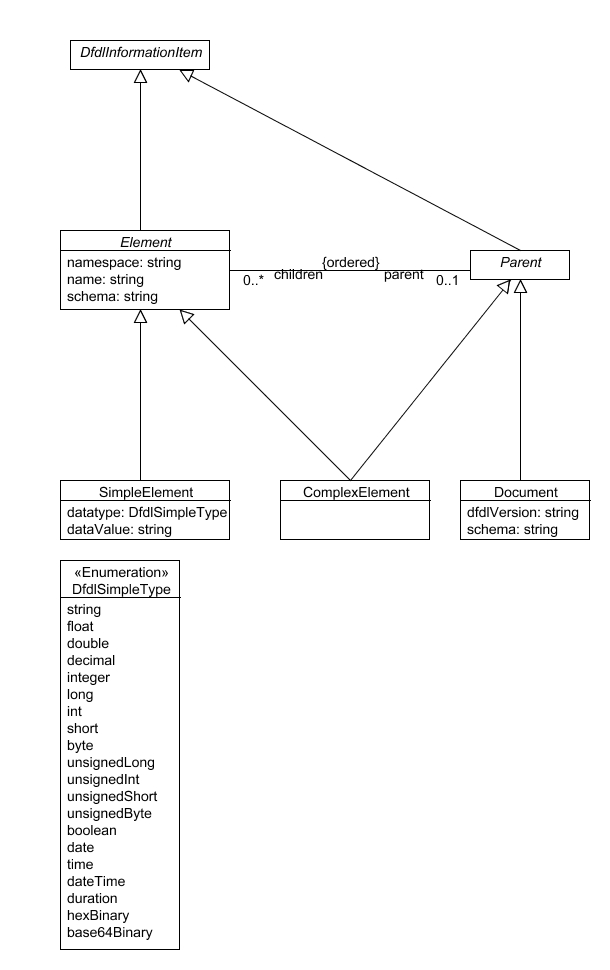 DfdlInformationItem
Element
namespace: string
name: string
schema: string
{ordered}
0..* children parent 0..1
Parent
SimpleElement
datatype: DfdlSimpleType
dataValue: string
ComplexElement
Document
dfdlVersion: string
schema: string
«Enumeration»
DfdlSimpleType
string
float
double
decimal
integer
long
int
short
byte
unsignedLong
unsignedInt
unsignedShort
unsignedByte
boolean
date
time
dateTime
duration
hexBinary
base64Binary